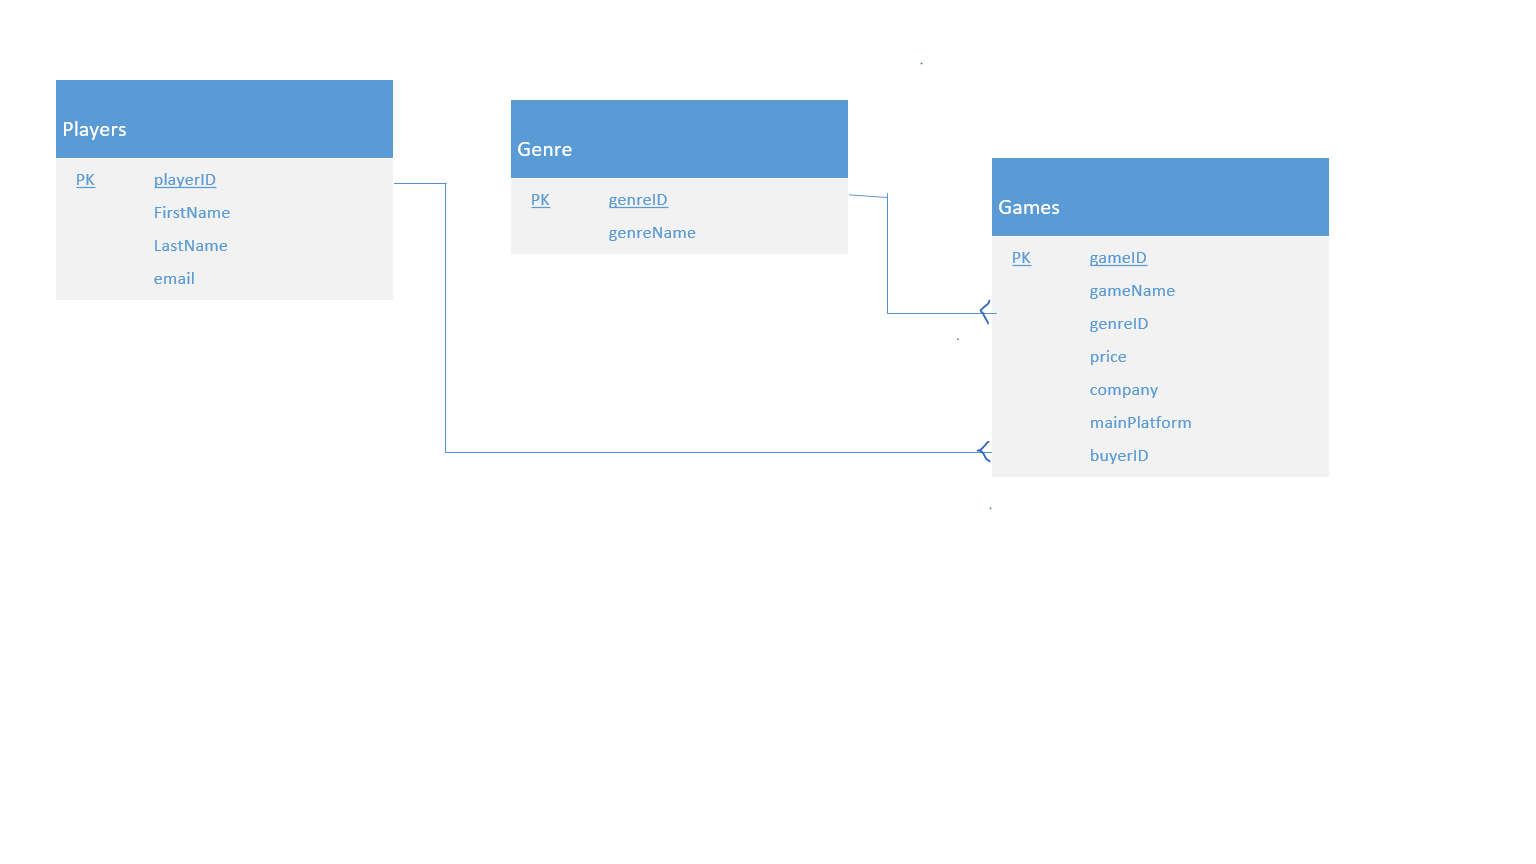 Players
PK playerID
FirstName
LastName
email
Genre
PK genreID
genreName
Games
PK gameID
gameName
genreID
price
company
mainPlatform
buyerID